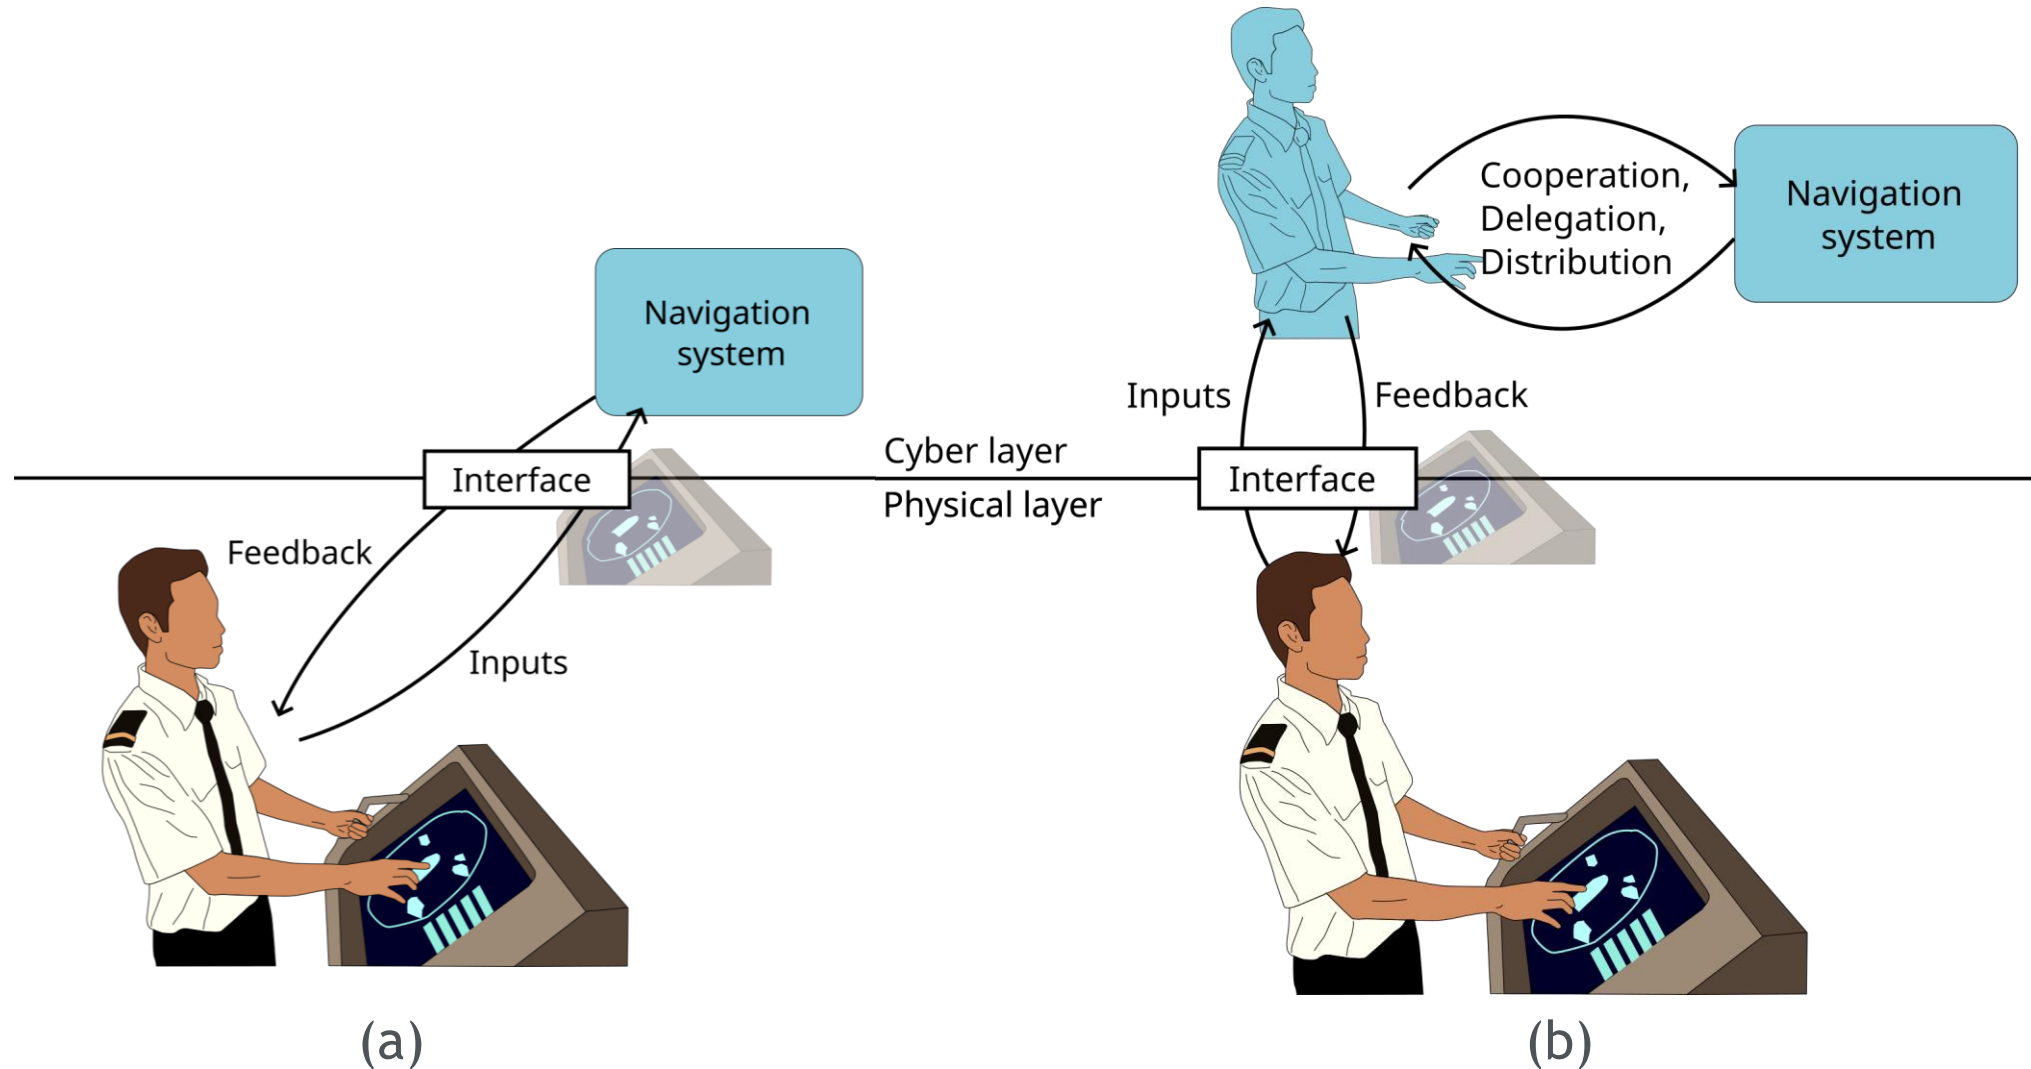 Navigation
system
Interface
Feedback
Inputs
(a)
Cyber layer
Physical layer
Cooperation,
Delegation,
Distribution
Navigation
system
Inputs
Feedback
Interface
(b)